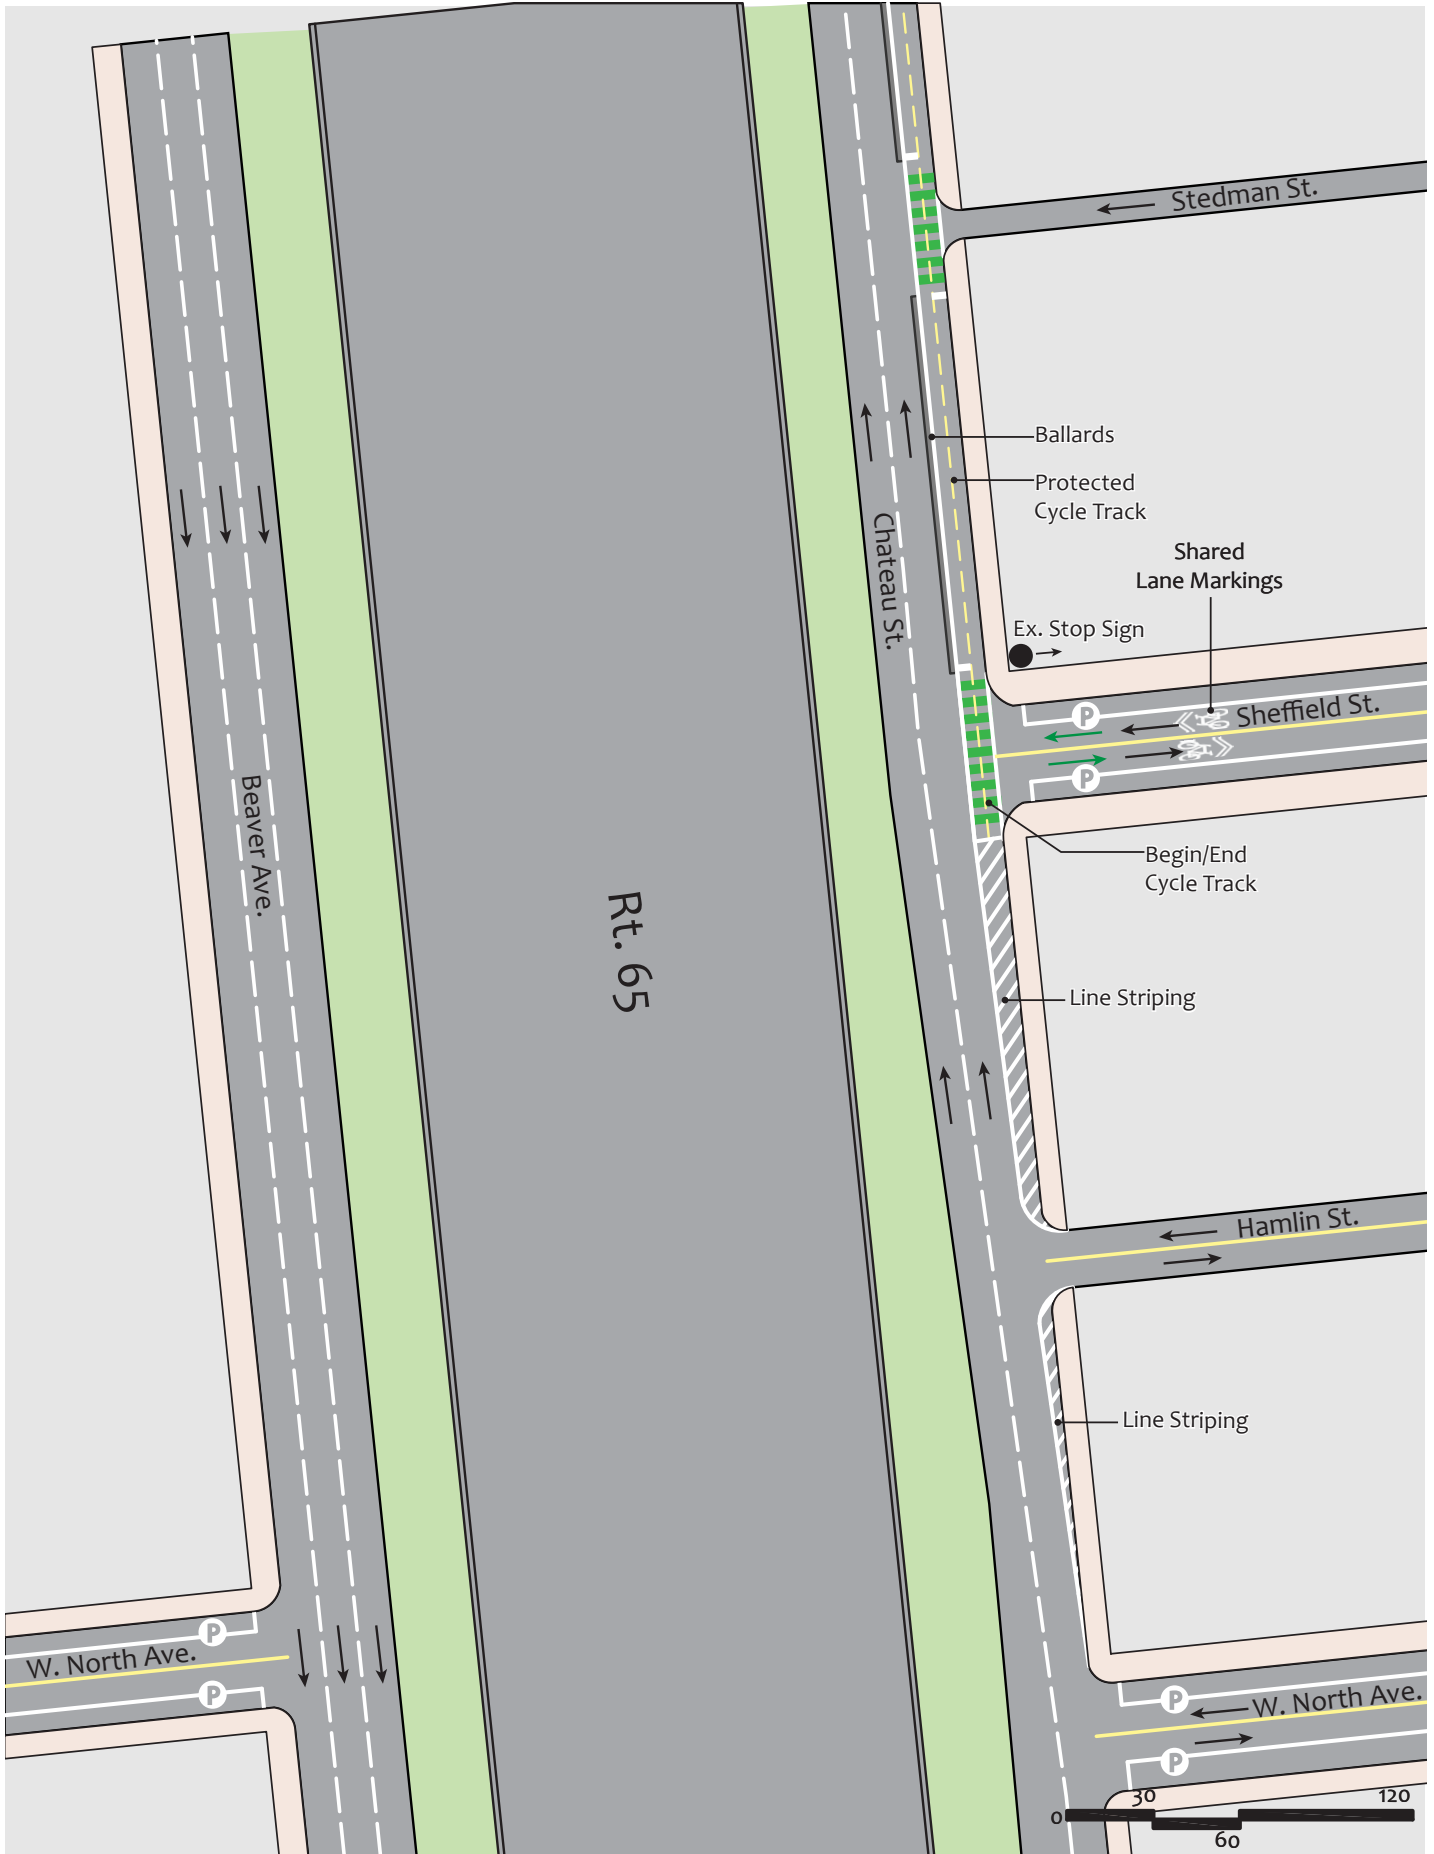 Stedman St.
Ballards
Protected
Cycle Track
Chateau St.
Shared
Lane Markings
Ex. Stop Sign
P
Sheffield St.
P
Beaver Ave.
Begin/End
Cycle Track
Rt. 65
Line Striping
Hamlin St.
Line Striping
P
W. North Ave.
P
P
W. North Ave.
P
0
30
60
120